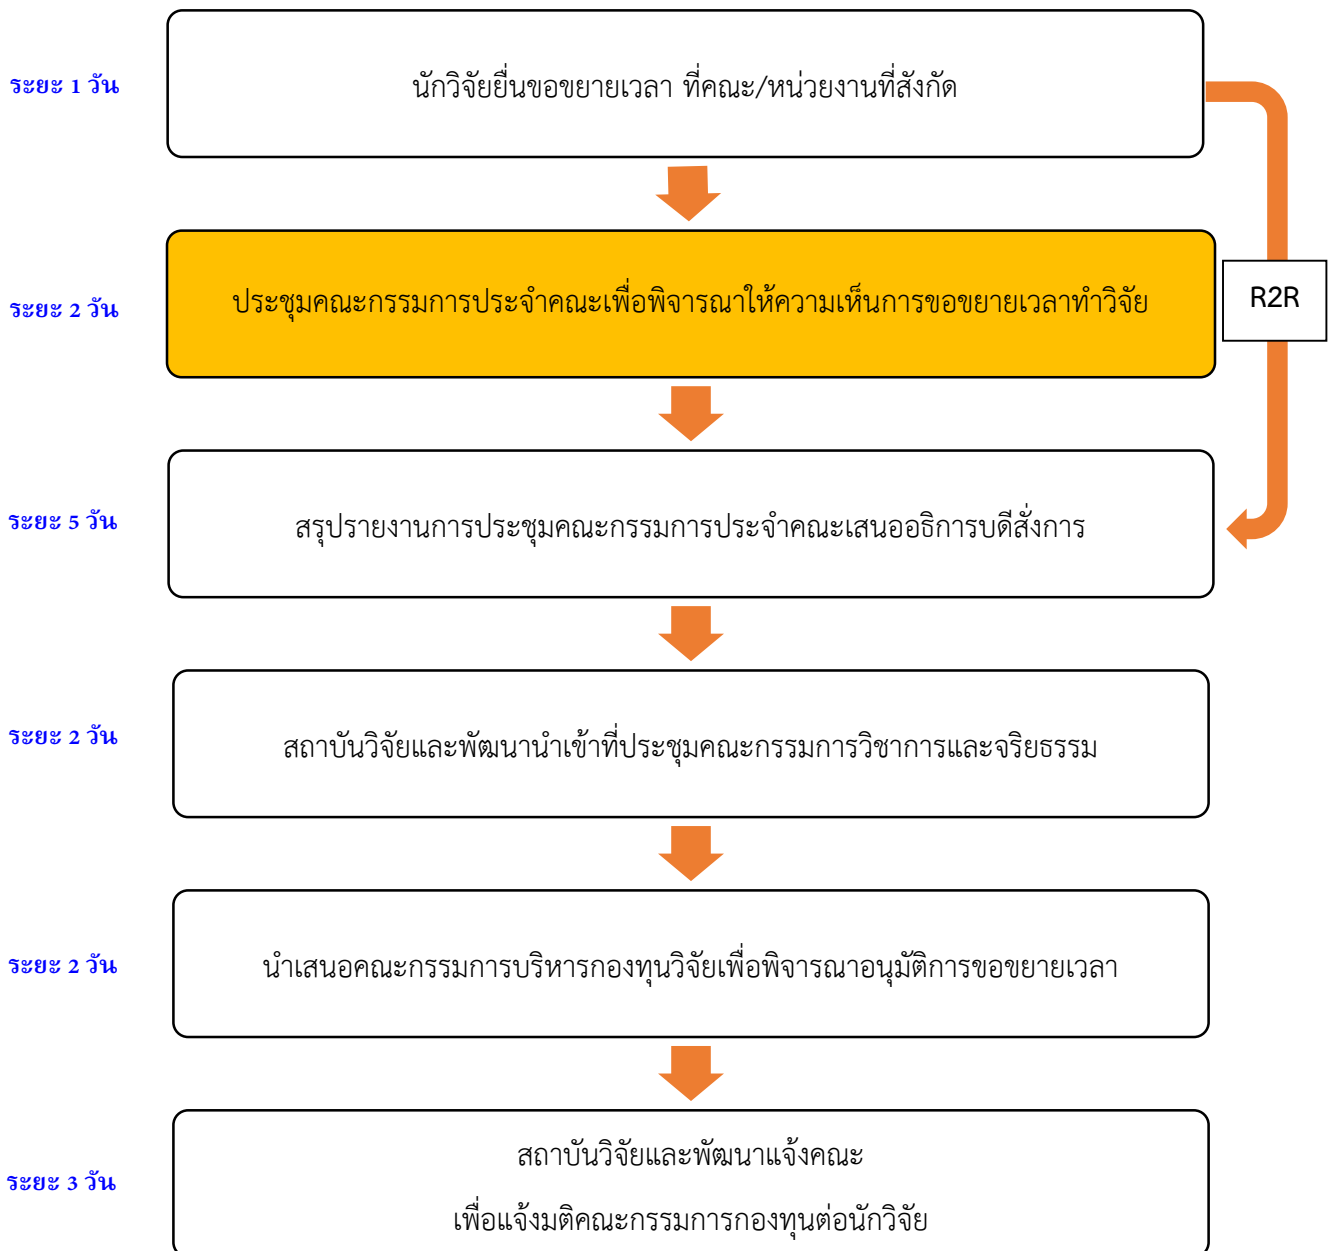 ระยะ 1 วัน
นักวิจัยยื่นขอขยายเวลา ที่คณะ/หน่วยงานที่สังกัด
ระยะ 2 วัน
ประชุมคณะกรรมการประจำคณะเพื่อพิจารณาให้ความเห็นการขอขยายเวลาทำวิจัย
R2R
ระยะ 5 วัน
สรุปรายงานการประชุมคณะกรรมการประจำคณะเสนออธิการบดีสั่งการ
ระยะ 2 วัน
สถาบันวิจัยและพัฒนานำเข้าที่ประชุมคณะกรรมการวิชาการและจริยธรรม
ระยะ 2 วัน
นำเสนอคณะกรรมการบริหารกองทุนวิจัยเพื่อพิจารณาอนุมัติการขอขยายเวลา
ระยะ 3 วัน
สถาบันวิจัยและพัฒนาแจ้งคณะ
เพื่อแจ้งมติคณะกรรมการกองทุนต่อนักวิจัย